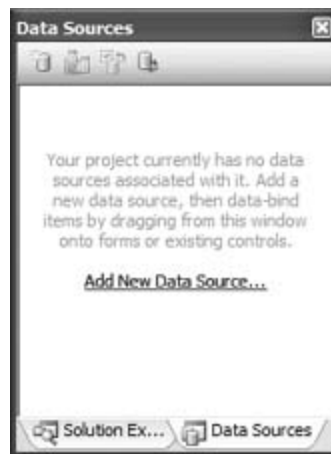 Data Sources
Your project currently has no data
sources associated with it. Add a
new data source, then data-bind
items by dragging from this window
onto forms or existing controls.
Add New Data Source...
Solution Ex... Data Sources